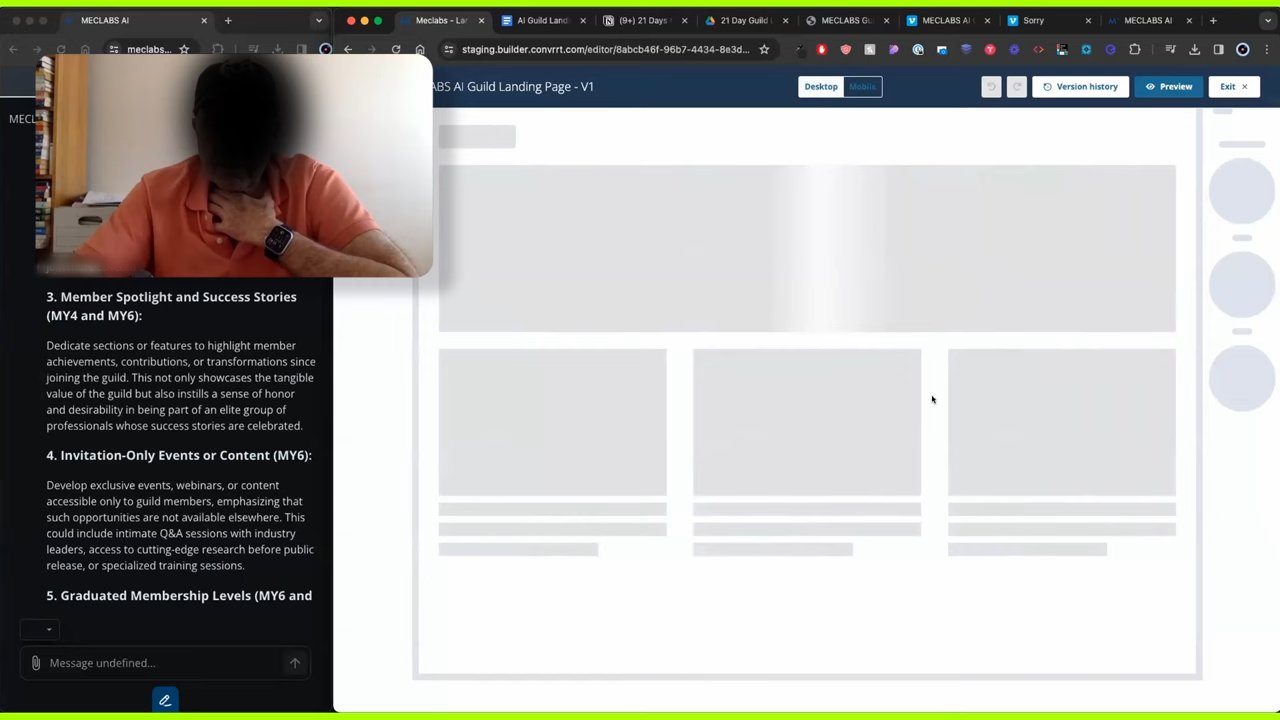 MECLABS AI
meclabs...
MECL
3. Member Spotlight and Success Stories
(MY4 and MY6):
Dedicate sections or features to highlight member
achievements, contributions, or transformations since
joining the guild. This not only showcases the tangible
value of the guild but also instills a sense of honor
and desirability in being part of an elite group of
professionals whose success stories are celebrated.
4. Invitation-Only Events or Content (MY6):
Develop exclusive events, webinars, or content
accessible only to guild members, emphasizing that
such opportunities are not available elsewhere. This
could include intimate Q&A sessions with industry
leaders, access to cutting-edge research before public
release, or specialized training sessions.
5. Graduated Membership Levels (MY6 and
Message undefined...
Meclabs - La
AI Guild Land
(9+) 21 Days
21 Day Guild
MECLABS Gu
MECLABS AI
Sorry
MECLABS AI
staging.builder.convrrt.com/editor/8abcb46f-96b7-4434-8e3d...
ABS AI Guild Landing Page - V1
Desktop
Mobile
Version history
Preview
Exit